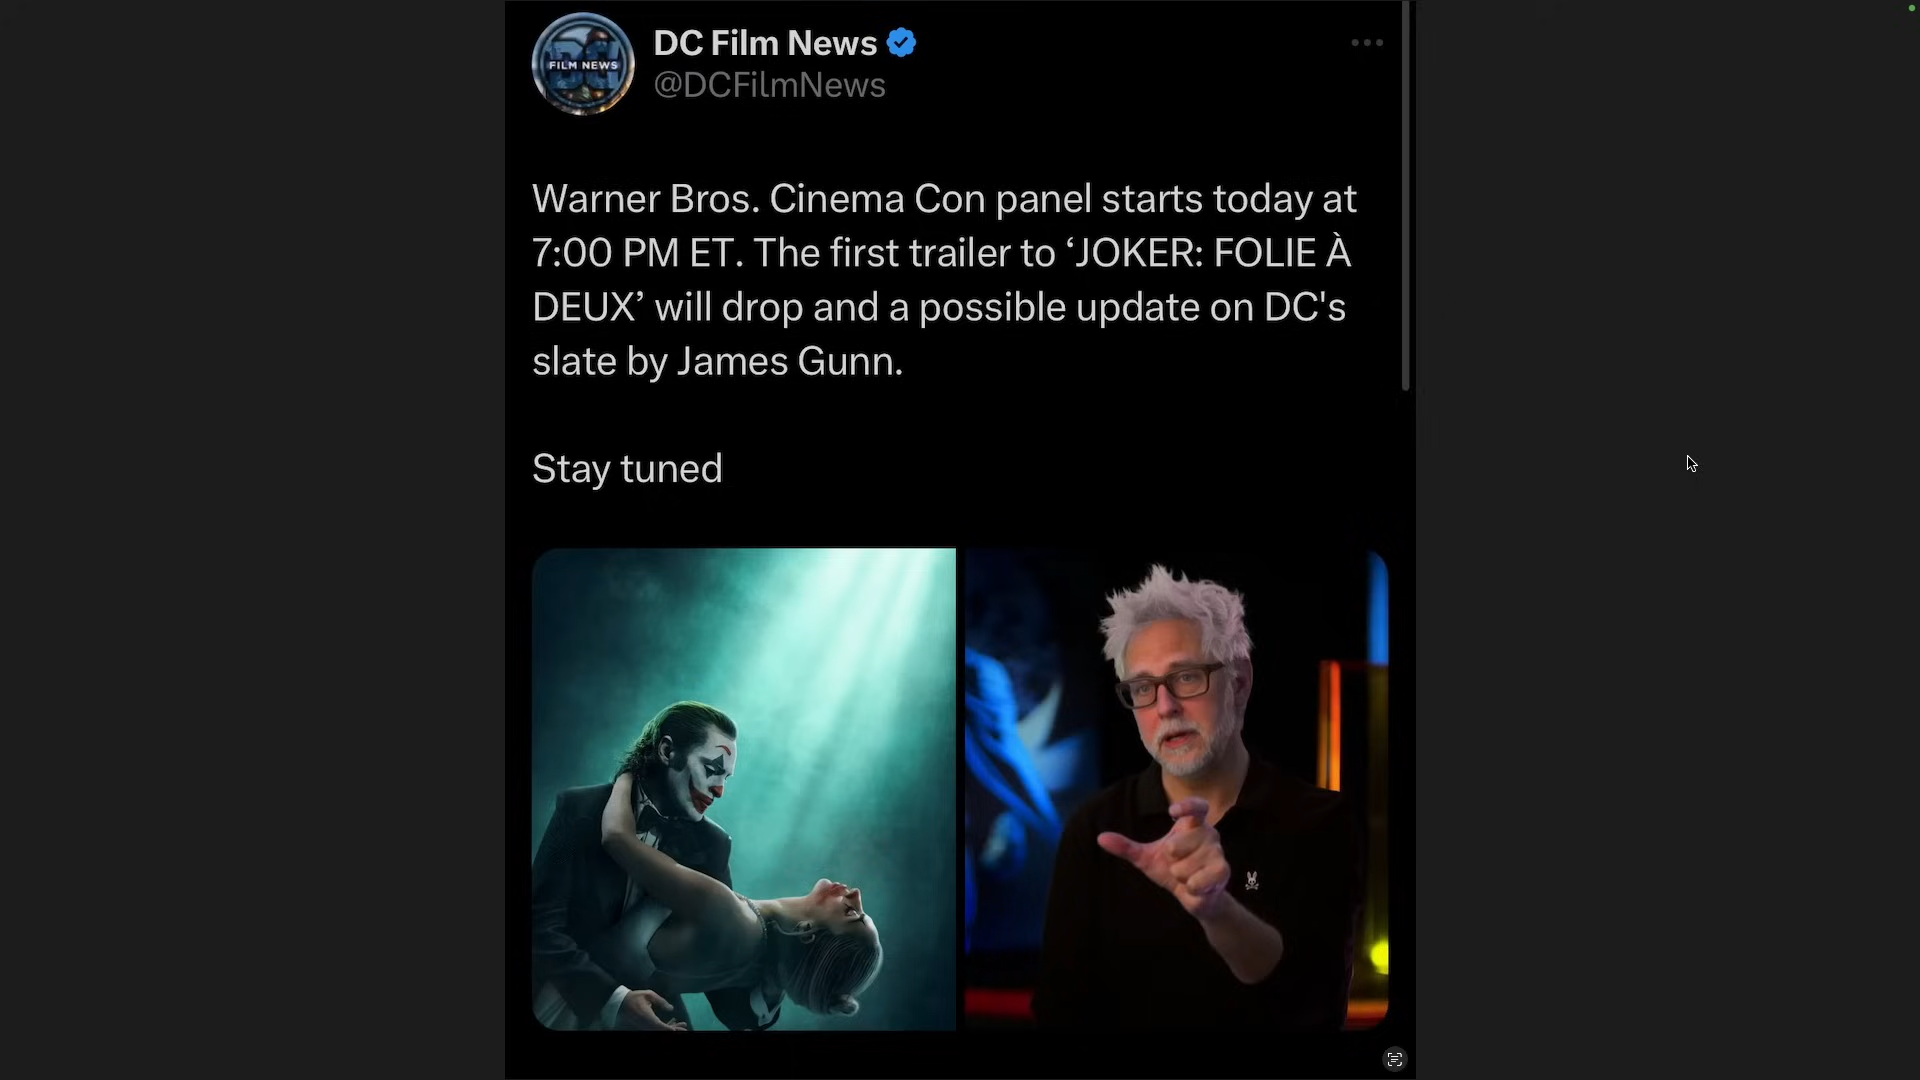 DC
FILM NEWS
DC Film News
@DCFilmNews
Warner Bros. Cinema Con panel starts today at
7:00 PM ET. The first trailer to ‘JOKER: FOLIE À
DEUX’ will drop and a possible update on DC's
slate by James Gunn.
Stay tuned